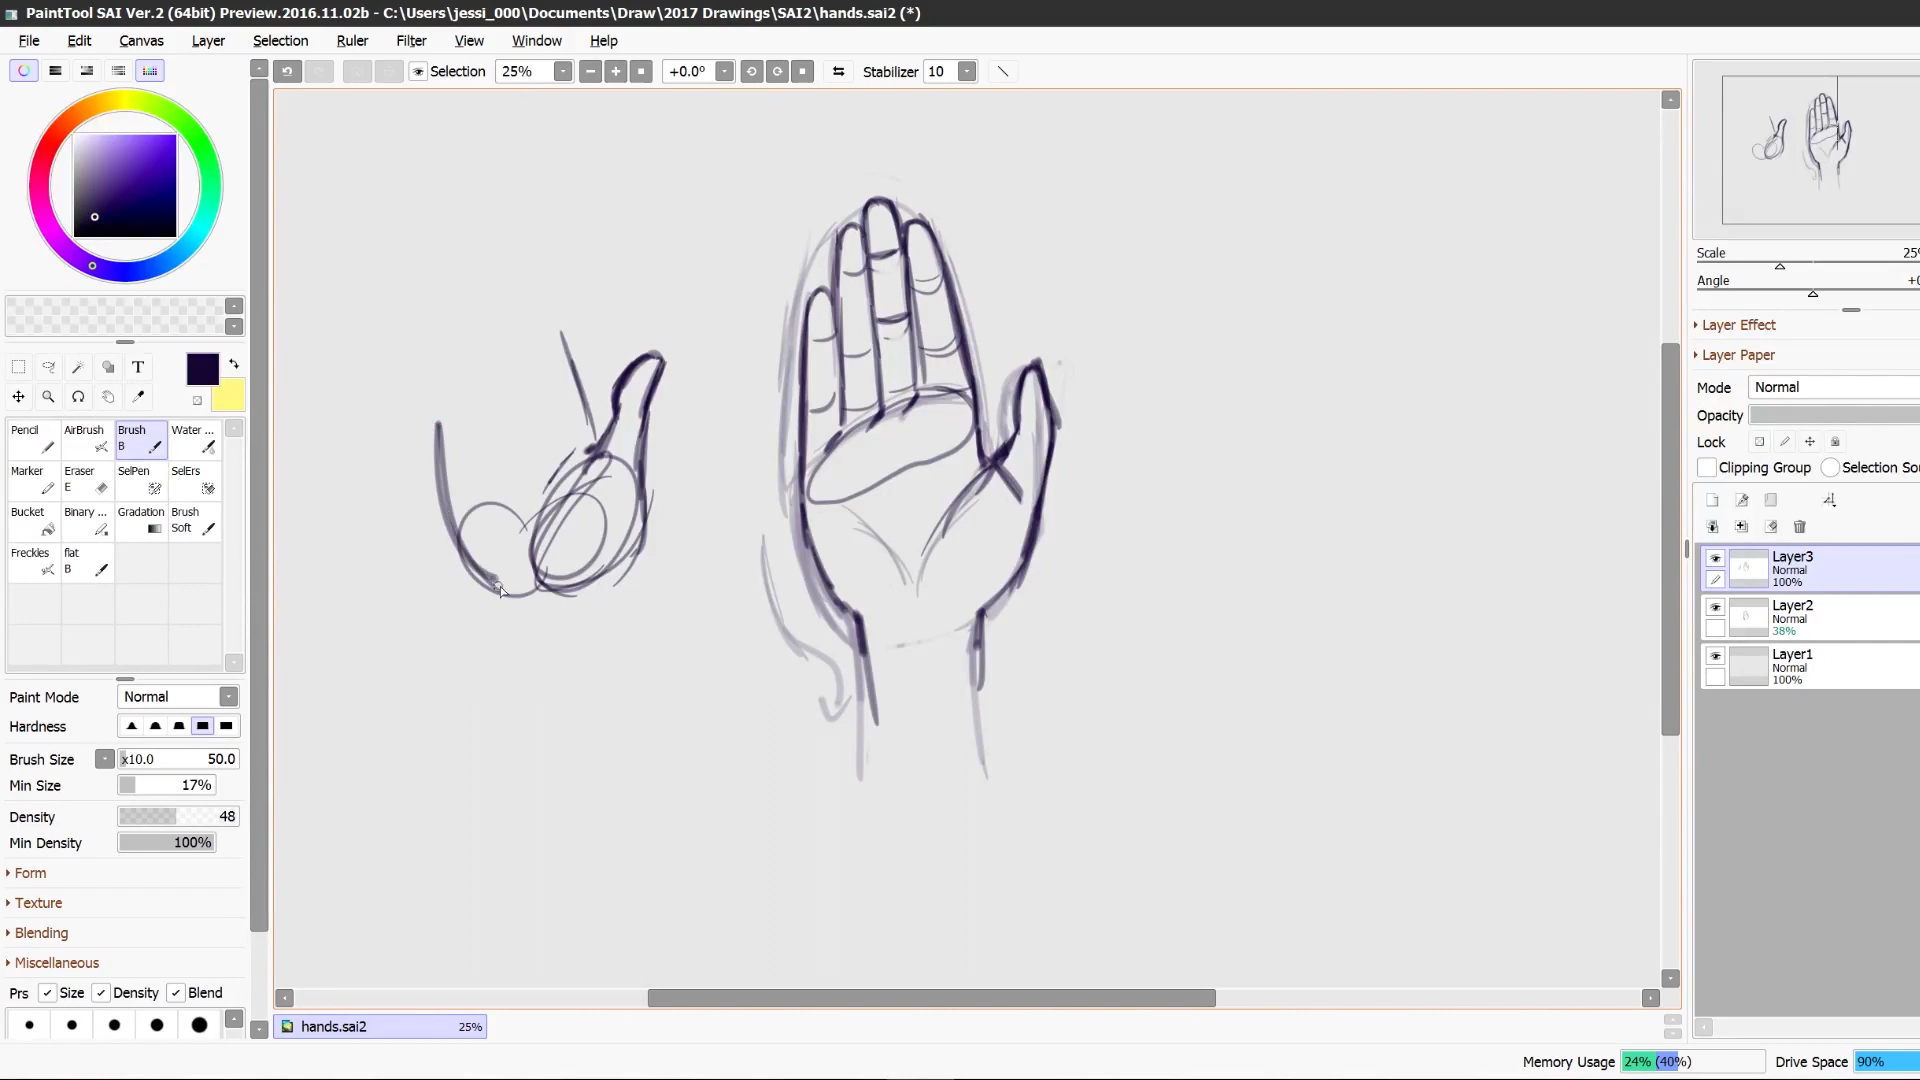 PaintTool SAI Ver.2 (64bit) Preview.2016.11.02b - C:\Users\jessi_000\Documents\Draw\2017 Drawings\SAI2\hands.sai2 (*)
File Edit Canvas Layer Selection Ruler Filter View Window Help
Selection 25% +0.0° Stabilizer 10
Scale 25%
Angle +0
Layer Effect
Layer Paper
Mode Normal
Opacity
Lock
Clipping Group Selection Sou
T
Pencil AirBrush Brush Water ...
B
Marker Eraser SelPen SelErs
E
Bucket Binary ... Gradation Brush
Soft
Freckles flat
B
Layer3
Normal
100%
Layer2
38%
Layer1
Normal
100%
Paint Mode Normal
Hardness
Brush Size x10.0 50.0
Min Size 17%
Density 48
Min Density 100%
Form
Texture
Blending
Miscellaneous
Prs Size Density Blend
hands.sai2 25%
Memory Usage 24% (40%) Drive Space 90%